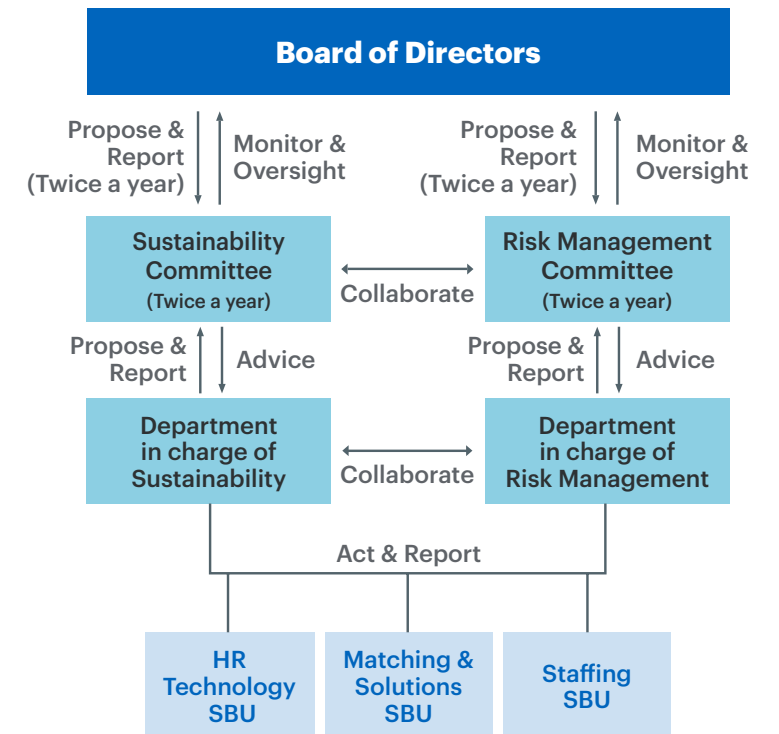 Board of Directors
Propose &
Report
(Twice a year)
Monitor &
Oversight
Propose &
Report
(Twice a year)
Monitor &
Oversight
Sustainability
Committee
(Twice a year)
Collaborate
Risk Management
Committee
(Twice a year)
Propose &
Report
Advice
Propose &
Report
Advice
Department
in charge of
Sustainability
Collaborate
Department
in charge of
Risk Management
Act & Report
HR
Technology
SBU
Matching &
Solutions
SBU
Staffing
SBU